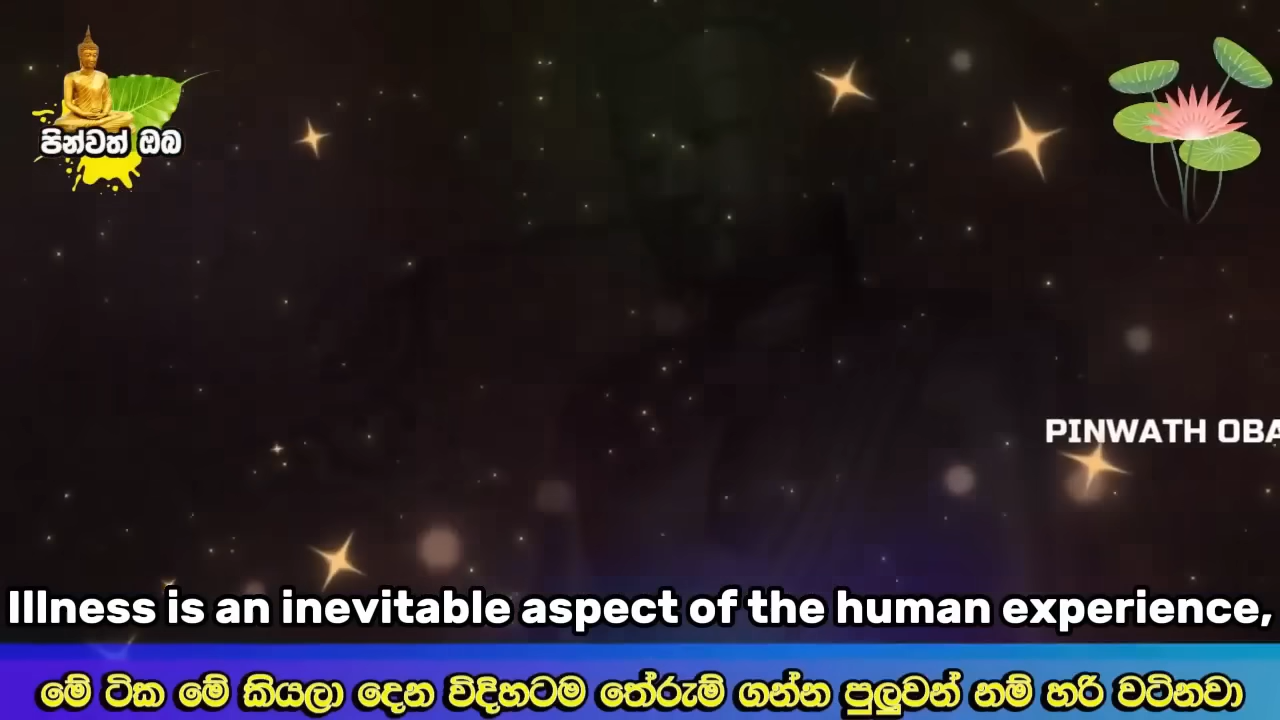 පින්වත් ඔබ
PINWATH OBA
Illness is an inevitable aspect of the human experience,
මේ ටික මේ කියලා දෙන විදිහටම තේරුම් ගන්න පුලුවන් නම් හරි වටිනවා